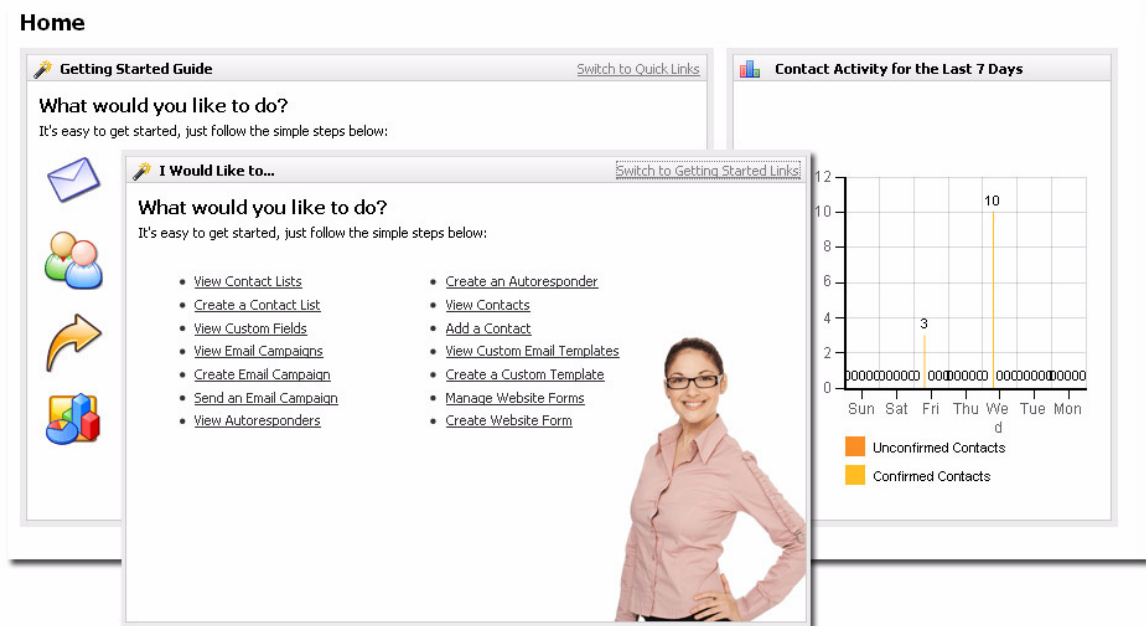 Home
Getting Started Guide
Switch to Quick Links
What would you like to do?
It's easy to get started, just follow the simple steps below:
I Would Like to...
Switch to Getting Started Links
What would you like to do?
It's easy to get started, just follow the simple steps below:
View Contact Lists
Create a Contact List
View Custom Fields
View Email Campaigns
Create Email Campaign
Send an Email Campaign
View Autoresponders
Create an Autoresponder
View Contacts
Add a Contact
View Custom Email Templates
Create a Custom Template
Manage Website Forms
Create Website Form
Contact Activity for the Last 7 Days
12
10
8
6
4
2
0
10
3
Sun Sat Fri Thu We Tue Mon
d
Unconfirmed Contacts
Confirmed Contacts